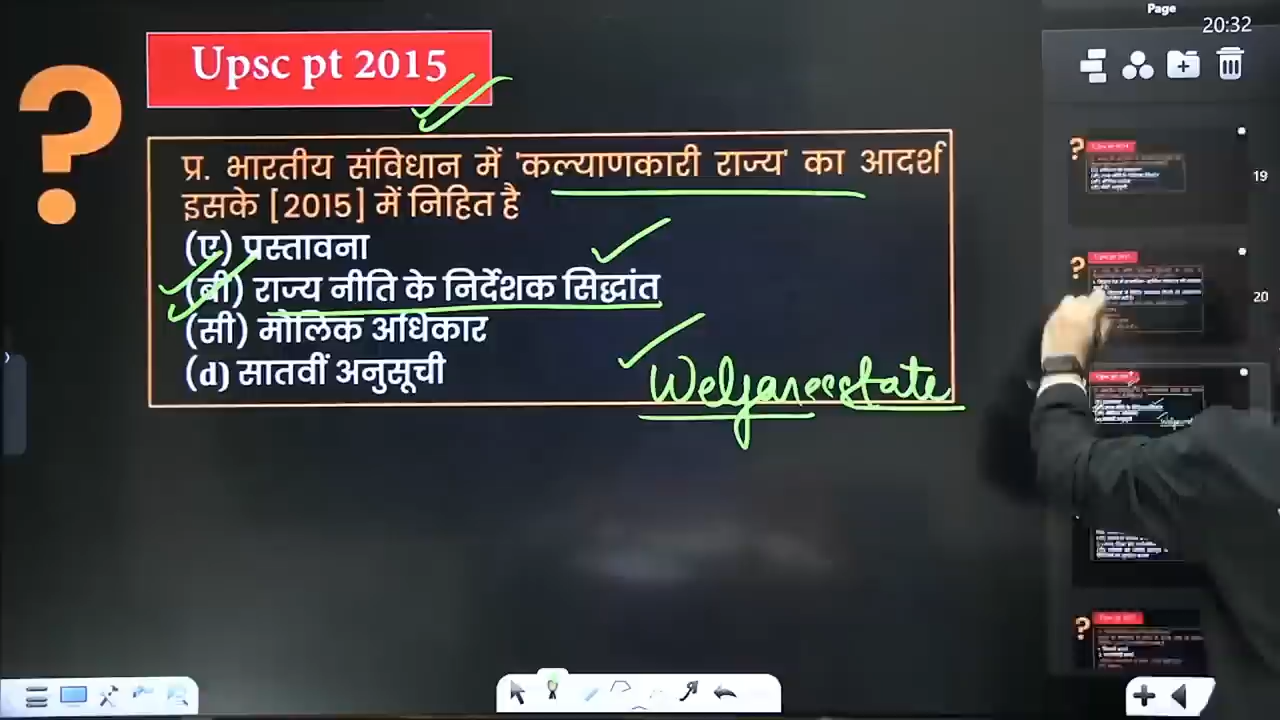 Page
20:32
Upsc pt 2015
प्र. भारतीय संविधान में 'कल्याणकारी राज्य' का आदर्श
इसके [2015] में निहित है
(ए) प्रस्तावना
(बी) राज्य नीति के निर्देशक सिद्धांत
(सी) मौलिक अधिकार
(d) सातवीं अनुसूची
Welfare state
19
20